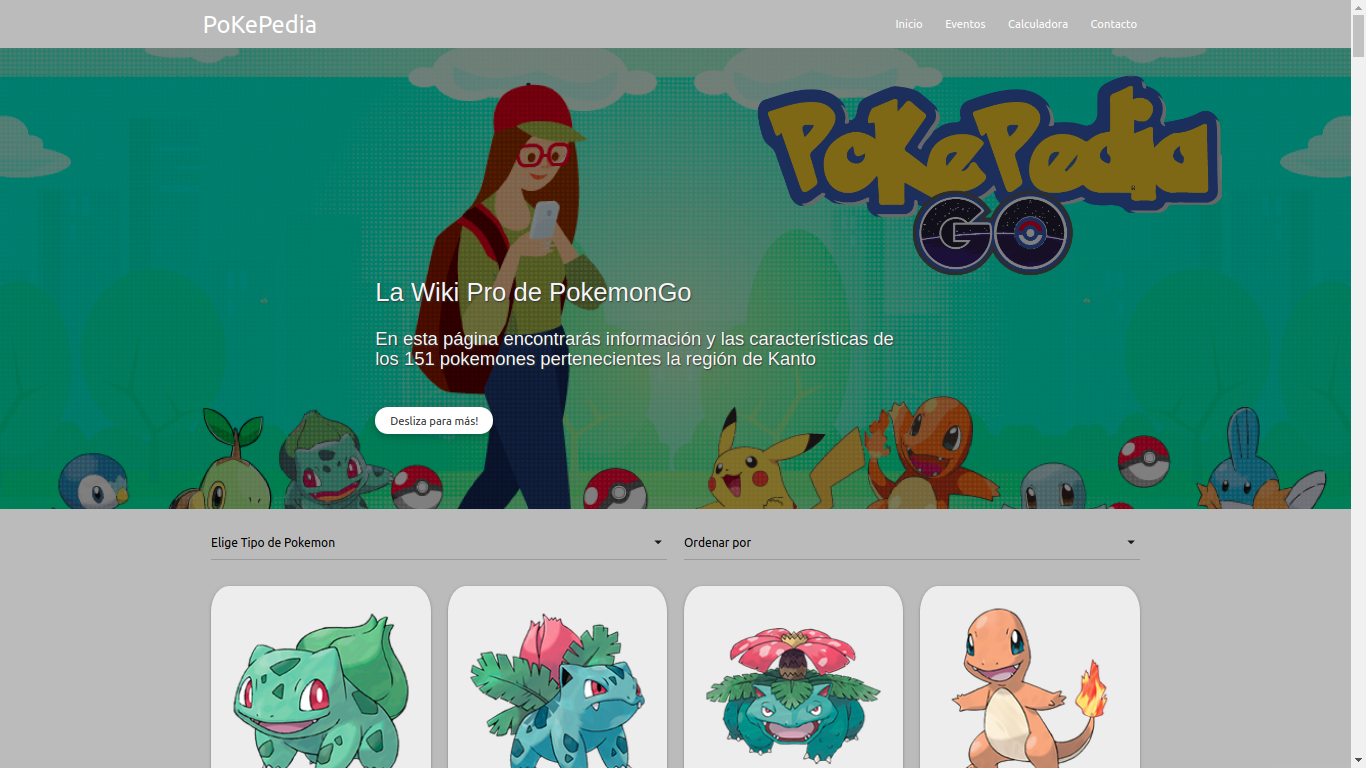 PoKePedia
Inicio Eventos Calculadora Contacto
PoKePedia
GO
La Wiki Pro de PokemonGo
En esta página encontrarás información y las características de
los 151 pokemones pertenecientes la región de Kanto
Desliza para más!
Elige Tipo de Pokemon
Ordenar por